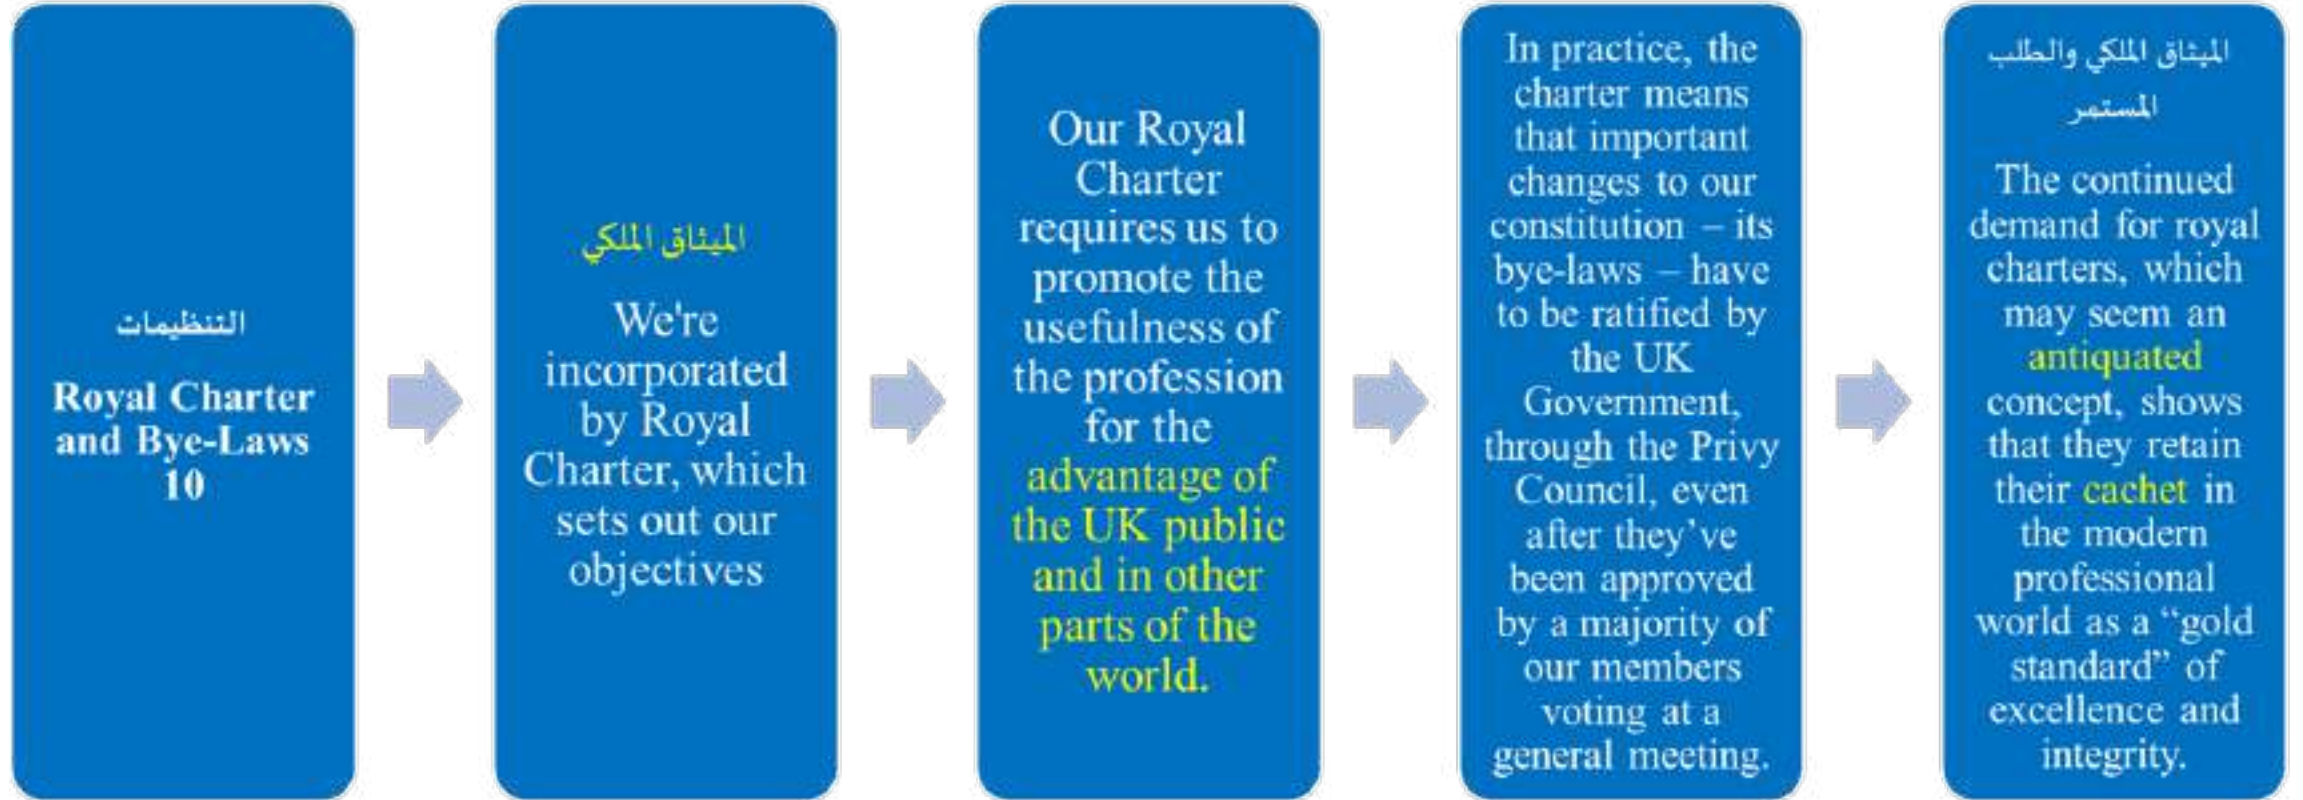 التنظيمات
Royal Charter
and Bye-Laws
10
الميثاق الملكي
We're
incorporated
by Royal
Charter, which
sets out our
objectives
Our Royal
Charter
requires us to
promote the
usefulness of
the profession
for the
advantage of
the UK public
and in other
parts of the
world.
In practice, the
charter means
that important
changes to our
constitution – its
bye-laws – have
to be ratified by
the UK
Government,
through the Privy
Council, even
after they’ve
been approved
by a majority of
our members
voting at a
general meeting.
الميثاق الملكي والطلب
المستمر
The continued
demand for royal
charters, which
may seem an
antiquated
concept, shows
that they retain
their cachet in
the modern
professional
world as a “gold
standard” of
excellence and
integrity.